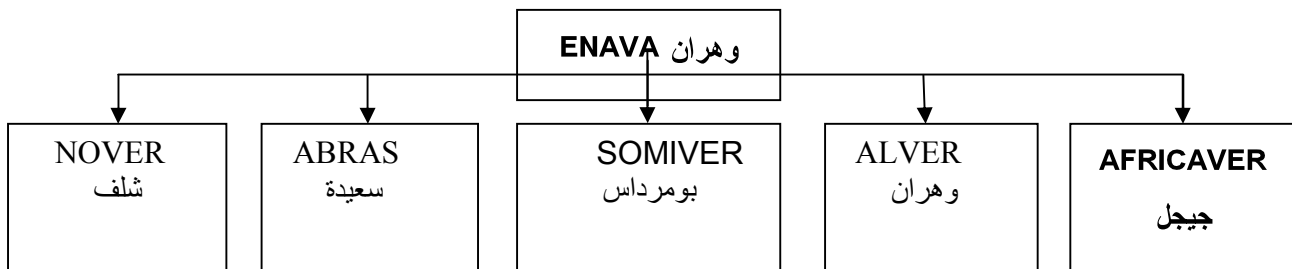 ENAVA وهران
NOVER
شلف
ABRAS
سعيدة
SOMIVER
بومرداس
ALVER
وهران
AFRICAVER
جيجل